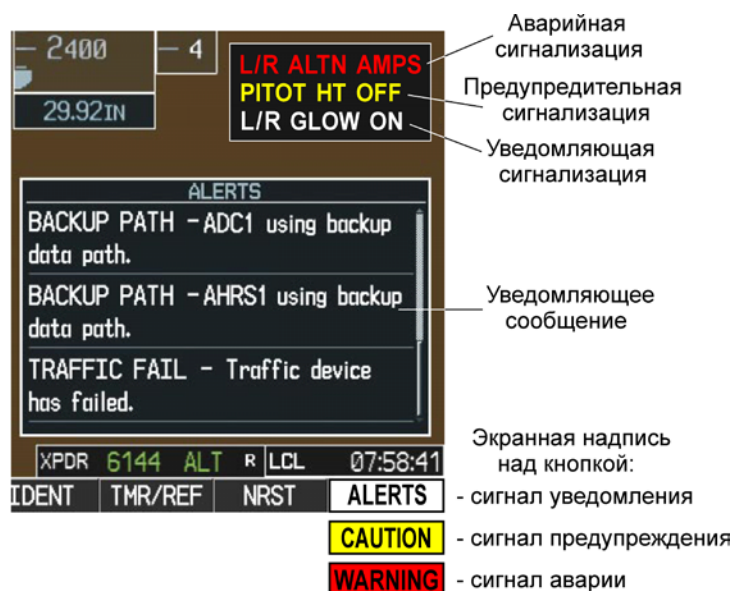 2400
4
29.92IN
L/R ALTN AMPS
PITOT HT OFF
L/R GLOW ON
Аварийная
сигнализация
Предупредительная
сигнализация
Уведомляющая
сигнализация
ALERTS
BACKUP PATH - ADC1 using backup
data path.
BACKUP PATH - AHRS1 using backup
data path.
TRAFFIC FAIL - Traffic device
has failed.
Уведомляющее
сообщение
XPDR 6144 ALT R LCL 07:58:41
IDENT TMR/REF NRST ALERTS
Экранная надпись
над кнопкой:
- сигнал уведомления
CAUTION - сигнал предупреждения
WARNING - сигнал аварии